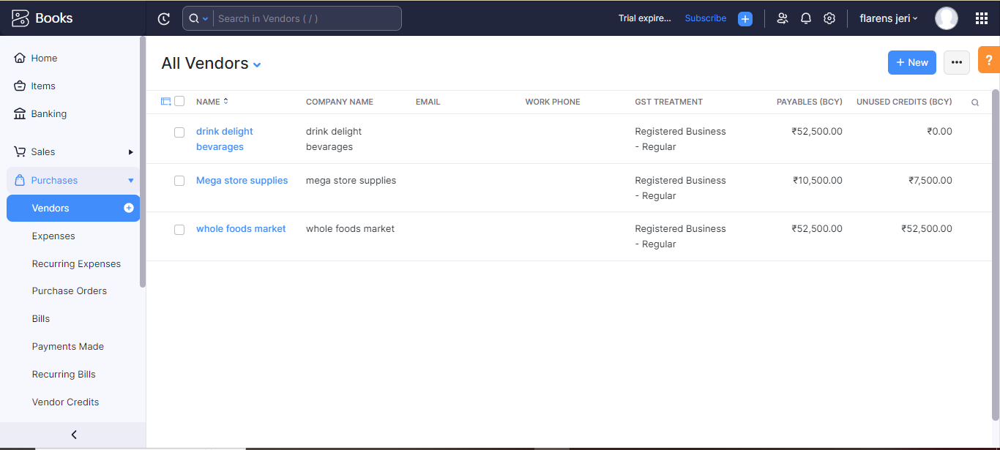 Books
Search in Vendors ( / )
Trial expire...
Subscribe
flarens jeri
Home
Items
Banking
Sales
Purchases
Vendors
Expenses
Recurring Expenses
Purchase Orders
Bills
Payments Made
Recurring Bills
Vendor Credits
All Vendors
+ New
?
NAME COMPANY NAME EMAIL WORK PHONE GST TREATMENT PAYABLES (BCY) UNUSED CREDITS (BCY)
drink delight drink delight Registered Business ₹52,500.00 ₹0.00
bevarages bevarages - Regular
Mega store supplies mega store supplies Registered Business ₹10,500.00 ₹7,500.00
- Regular
whole foods market whole foods market Registered Business ₹52,500.00 ₹52,500.00
- Regular